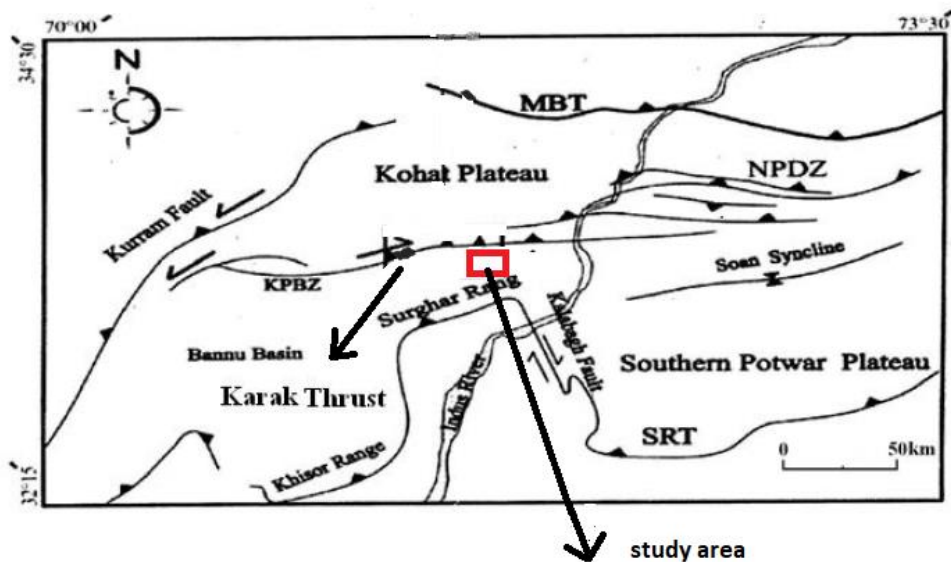 70°00
73°30
34°30
N
MBT
Kohat Plateau
NPDZ
Kurram Fault
Soan Syncline
KPBZ
Surghar Rang
Kalabagh Fault
Bannu Basin
Southern Potwar Plateau
Karak Thrust
Indus River
SRT
Khisor Range
0 50km
32°15
study area